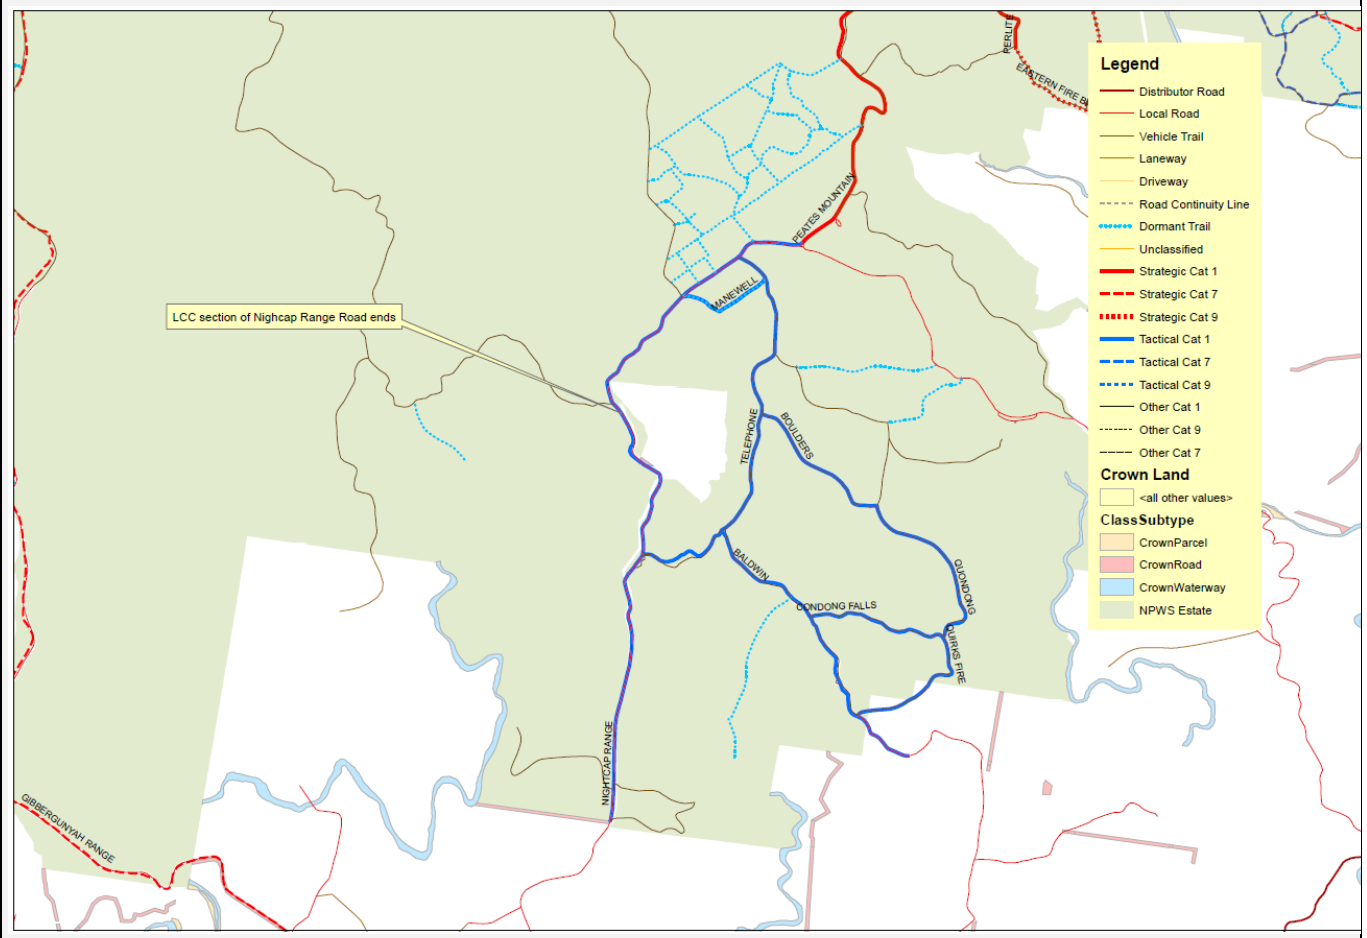 PERLITE
EASTERN FIRE B
Legend
Distributor Road
Local Road
Vehicle Trail
Laneway
Driveway
Road Continuity Line
Dormant Trail
Unclassified
Strategic Cat 1
Strategic Cat 7
Strategic Cat 9
Tactical Cat 1
Tactical Cat 7
Tactical Cat 9
Other Cat 1
Other Cat 9
Other Cat 7
Crown Land
<all other values>
ClassSubtype
CrownParcel
CrownRoad
CrownWaterway
NPWS Estate
PEATES MOUNTAIN
MANEWELL
LCC section of Nighcap Range Road ends
TELEPHONE
BOULDERS
BALDWIN
QUONDONG
CONDONG FALLS
QUIRKS FIRE
NIGHTCAP RANGE
GIBBERGUNYAH RANGE